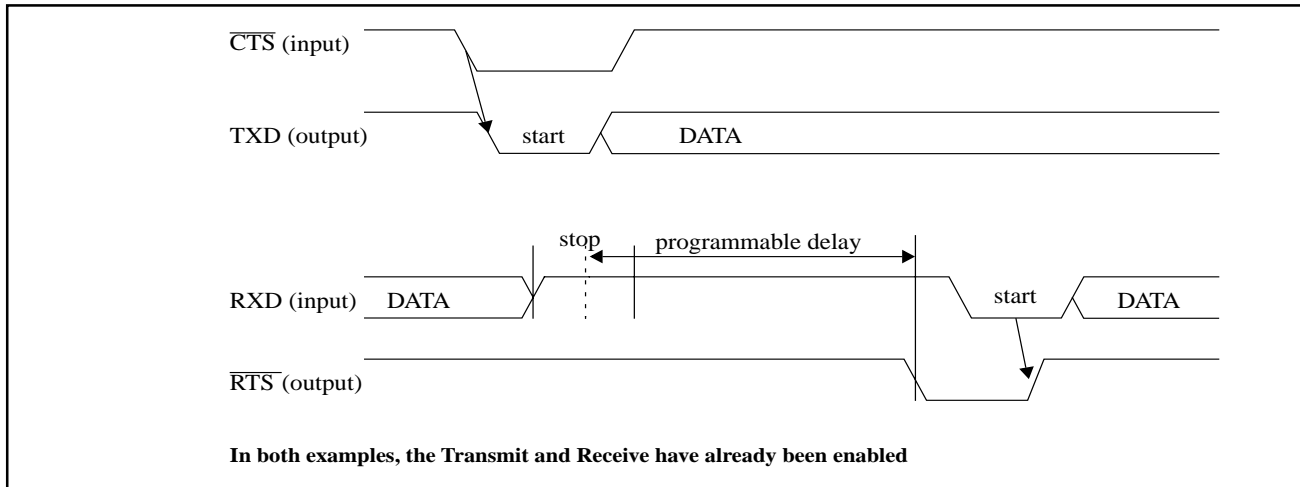 CTS (input)
TXD (output) start DATA
stop programmable delay
RXD (input) DATA start DATA
RTS (output)
In both examples, the Transmit and Receive have already been enabled